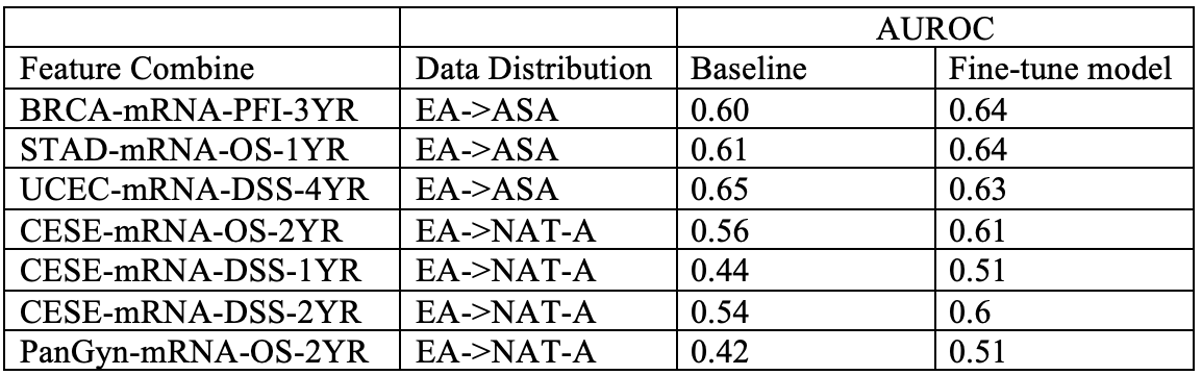 AUROC
Feature Combine Data Distribution Baseline Fine-tune model
BRCA-mRNA-PFI-3YR EA->ASA 0.60 0.64
STAD-mRNA-OS-1YR EA->ASA 0.61 0.64
UCEC-mRNA-DSS-4YR EA->ASA 0.65 0.63
CESE-mRNA-OS-2YR EA->NAT-A 0.56 0.61
CESE-mRNA-DSS-1YR EA->NAT-A 0.44 0.51
CESE-mRNA-DSS-2YR EA->NAT-A 0.54 0.6
PanGyn-mRNA-OS-2YR EA->NAT-A 0.42 0.51